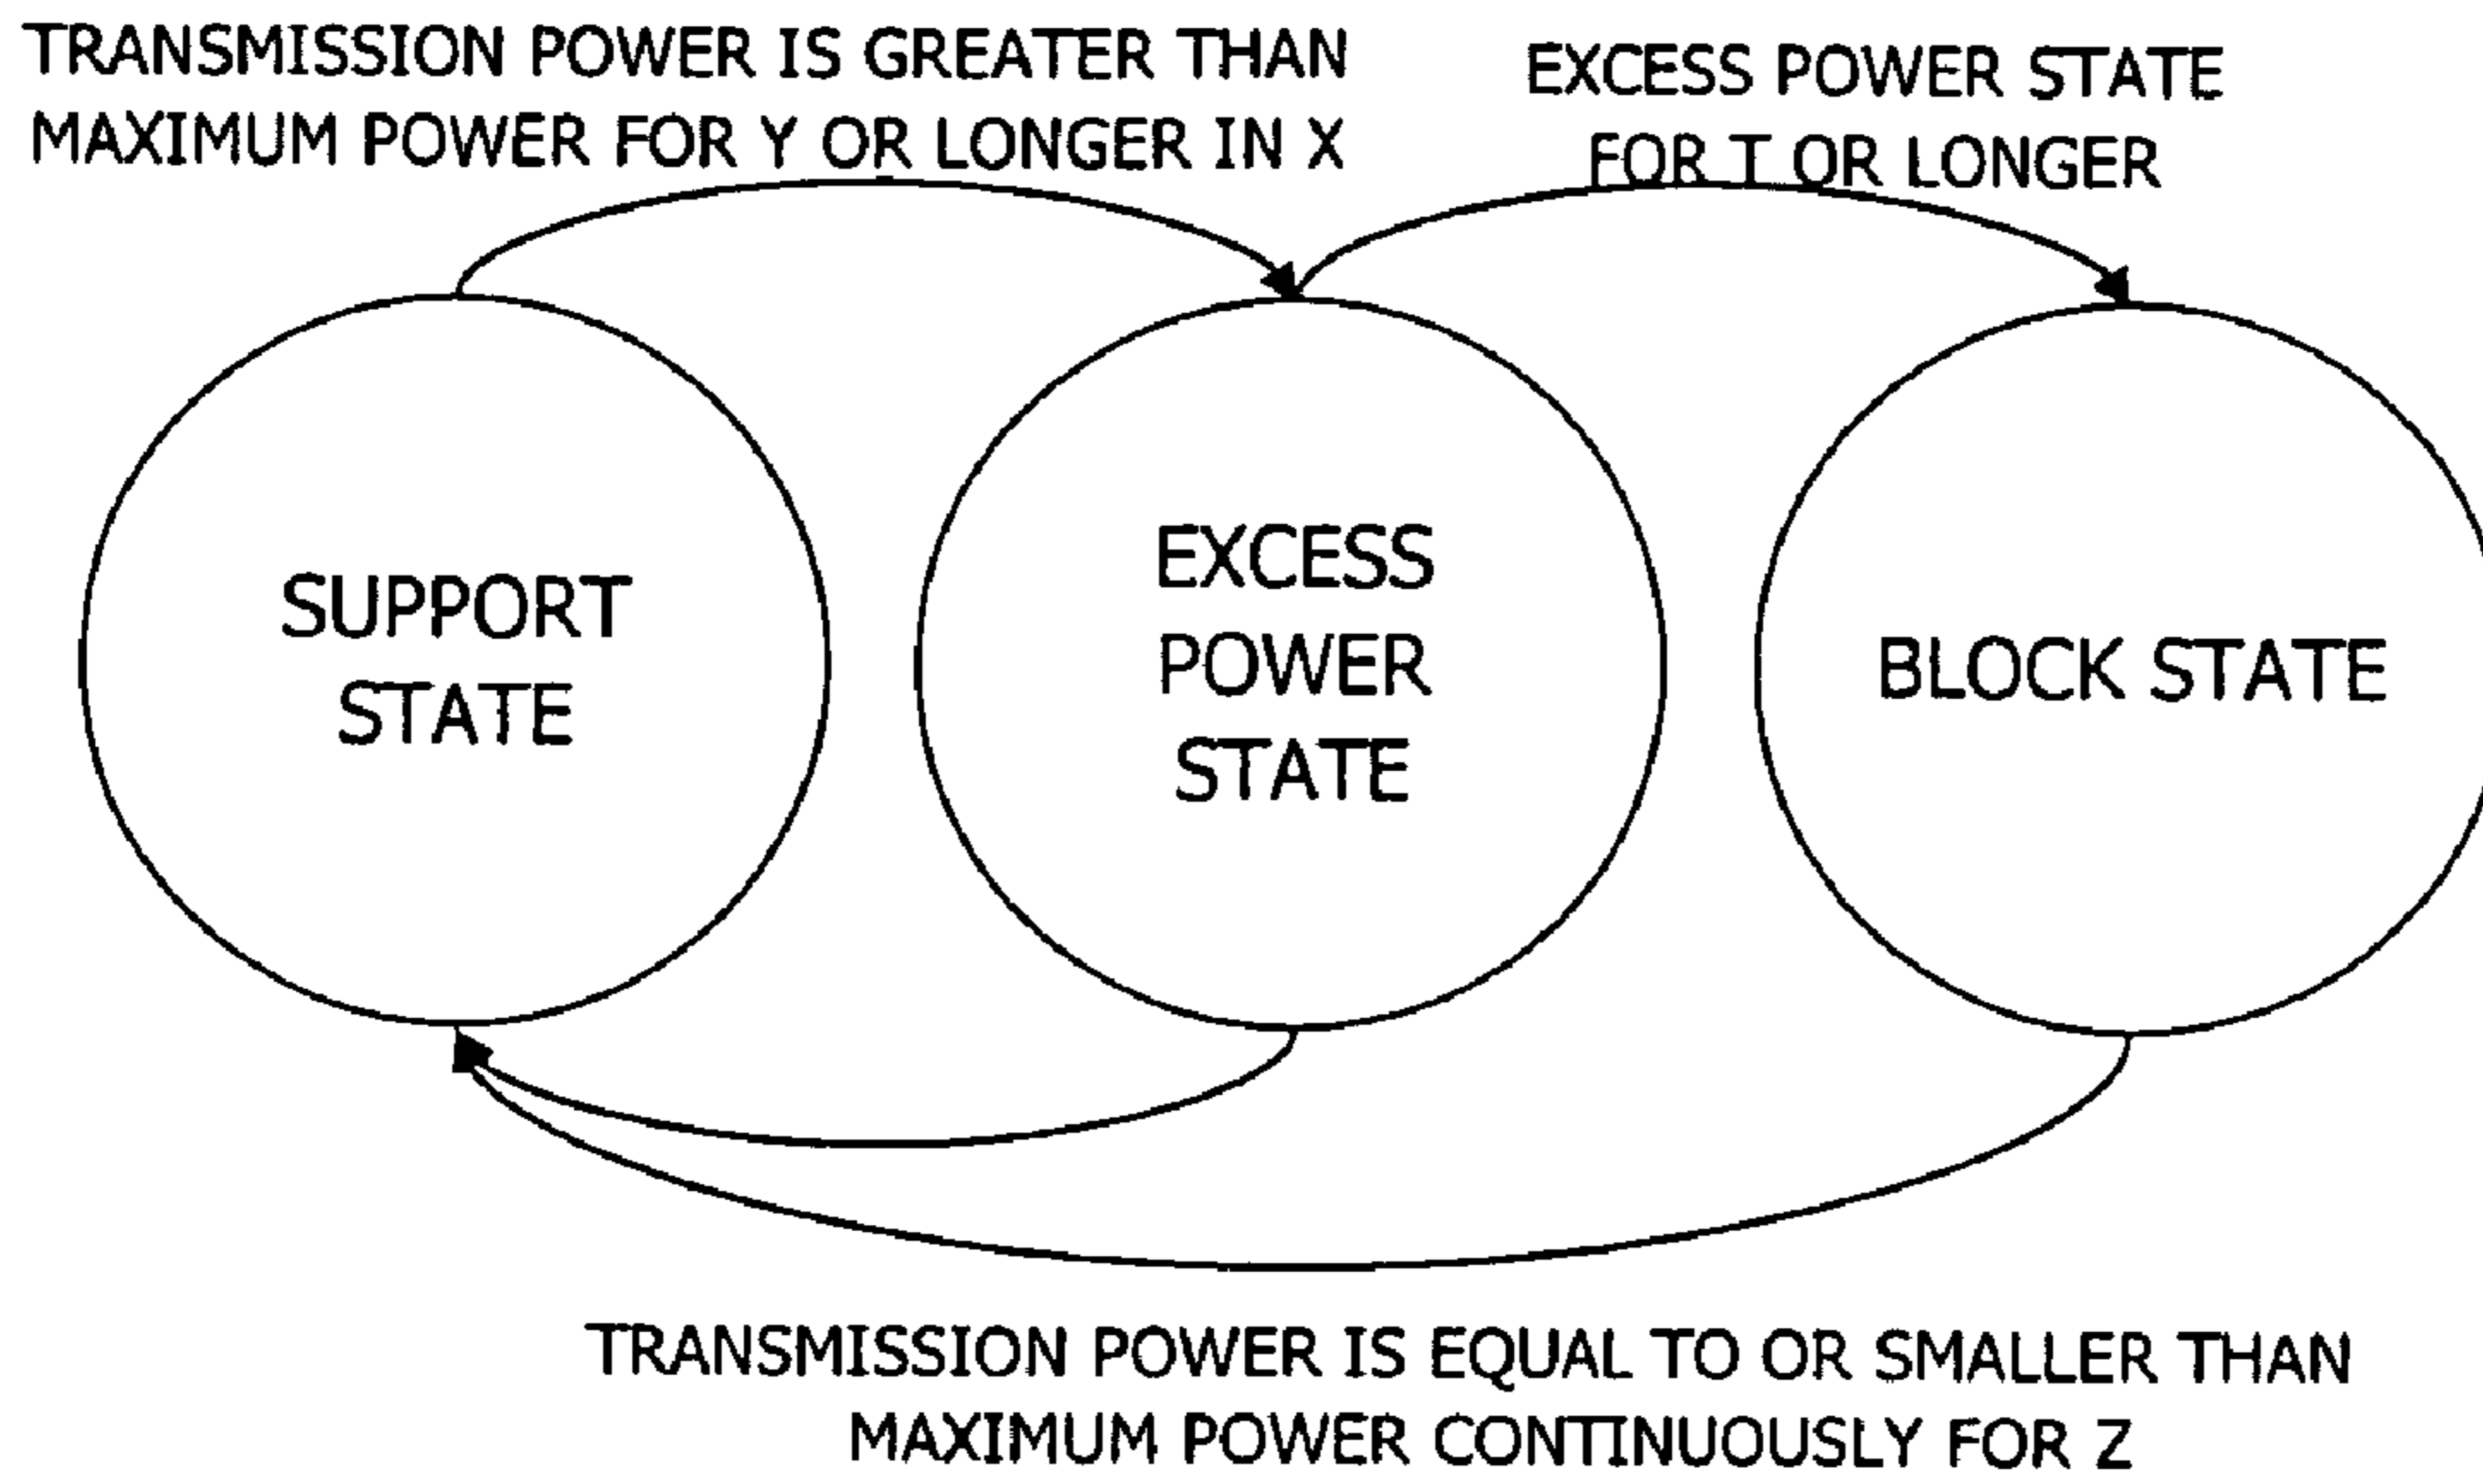 TRANSMISSION POWER IS GREATER THAN
MAXIMUM POWER FOR Y OR LONGER IN X
EXCESS POWER STATE
FOR T OR LONGER
SUPPORT
STATE
EXCESS
POWER
STATE
BLOCK STATE
TRANSMISSION POWER IS EQUAL TO OR SMALLER THAN
MAXIMUM POWER CONTINUOUSLY FOR Z